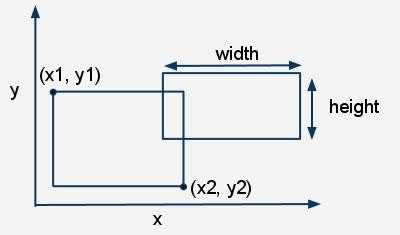 width
(x1, y1)
y
height
(x2, y2)
x